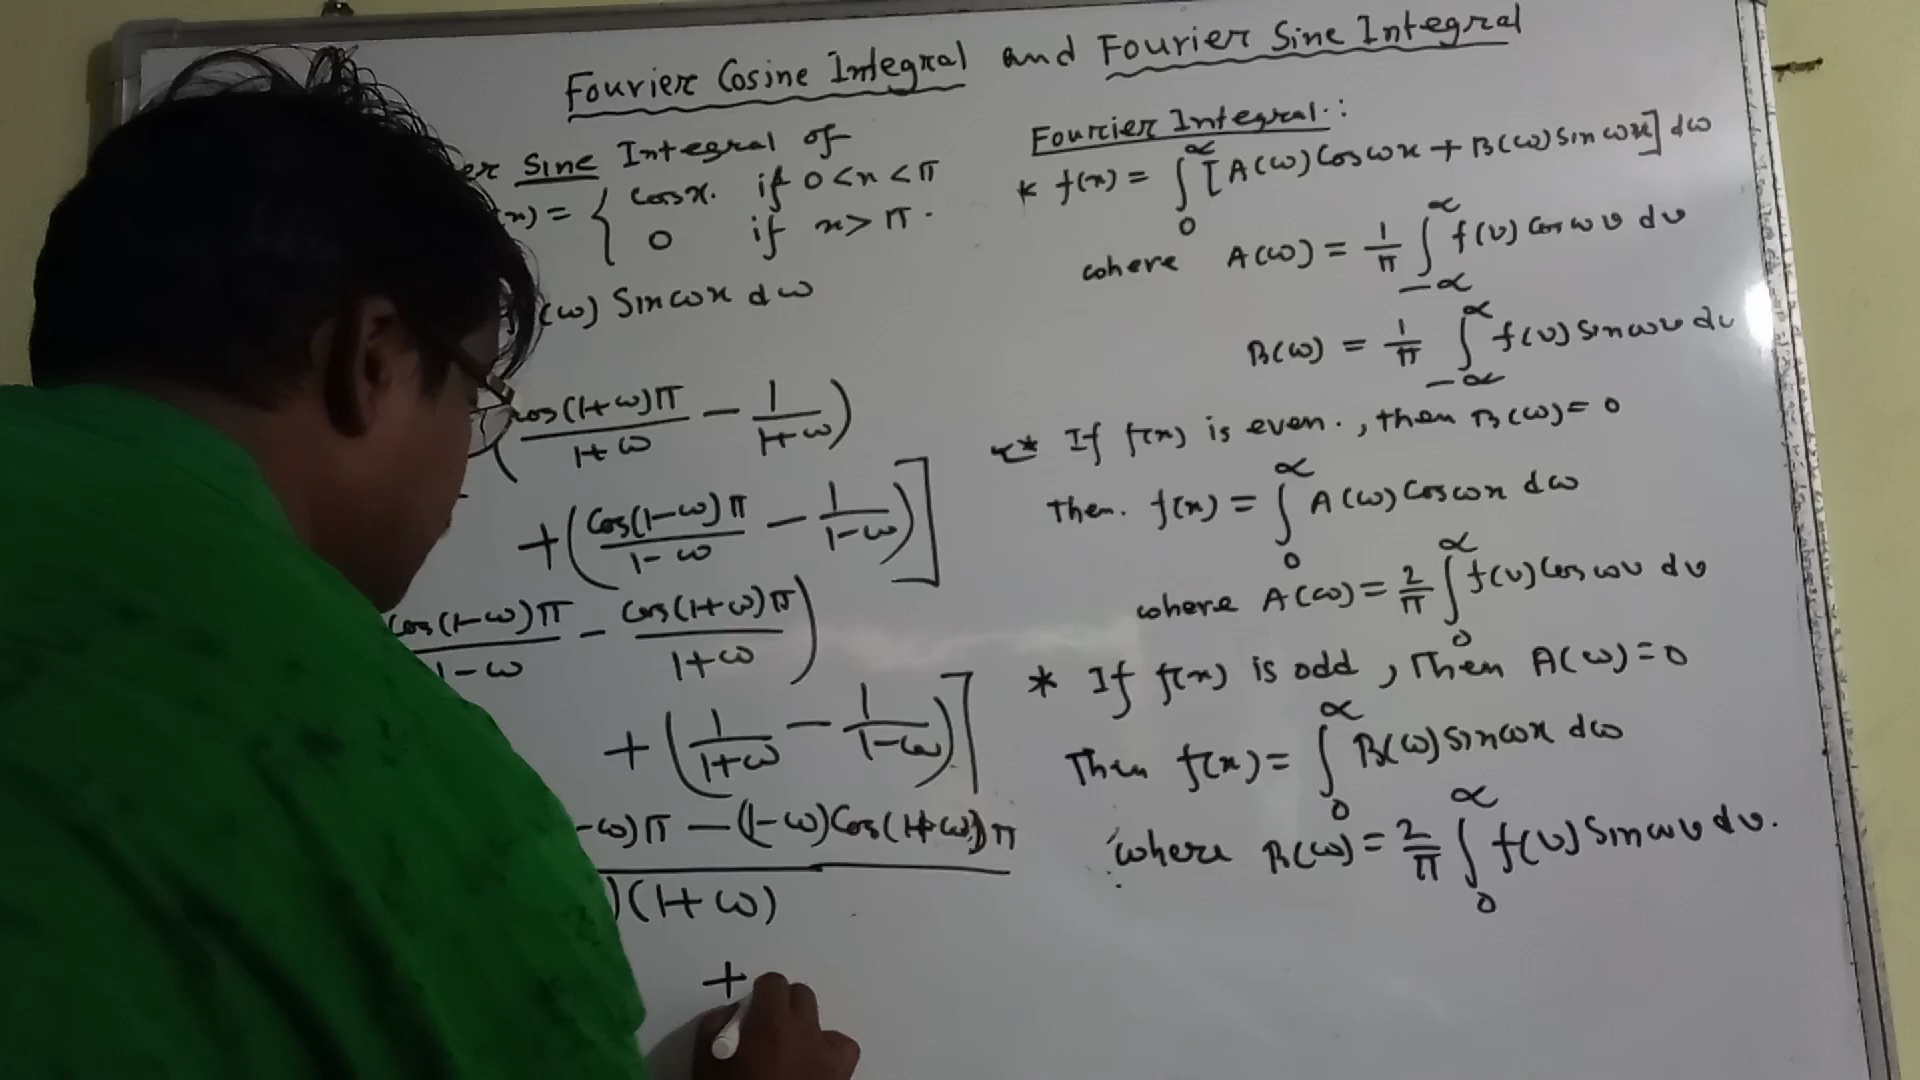 Fourier Cosine Integral and Fourier Sine Integral
er Sine Integral of
(x) = { cosx. if 0<x<π
0 if x>π.
(ω) Sinωx dω
(cos(1+ω)π / 1+ω − 1/1+ω)
+(Cos(1−ω)π / 1−ω − 1/1−ω)]
cos(1−ω)π / 1−ω − Cos(1+ω)π / 1+ω)
+(1/1+ω − 1/1−ω)]
−ω)π − (1−ω)Cos(1+ω)π
)(1+ω)
+
Fourier Integral :
* f(x) = ∫₀^∝ [A(ω)Cosωx + B(ω)Sinωx] dω
where A(ω) = 1/π ∫₋∝^∝ f(v) Cosωv dv
B(ω) = 1/π ∫₋∝^∝ f(v) sinωv dv
* If f(x) is even., then B(ω)=0
then. f(x) = ∫₀^∝ A(ω) Cosωx dω
where A(ω) = 2/π ∫₀^∝ f(v) Cosωv dv
* If f(x) is odd, Then A(ω)=0
Then f(x) = ∫₀^∝ B(ω) sinωx dω
where B(ω) = 2/π ∫₀^∝ f(v) Sinωv dv.